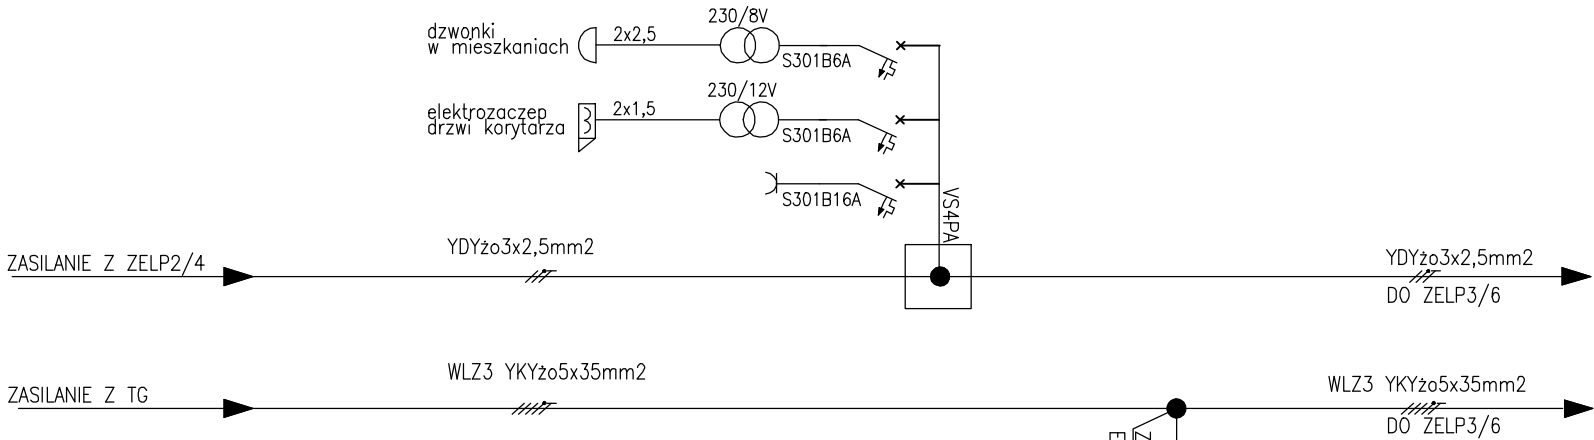 230/8V
dzwonki
w mieszkaniach
2x2,5
S301B6A
230/12V
elektrozaczep
drzwi korytarza
2x1,5
S301B6A
S301B16A
VS4PA
ZASILANIE Z ZELP2/4
YDYżo3x2,5mm2
YDYżo3x2,5mm2
DO ZELP3/6
ZASILANIE Z TG
WLZ3 YKYżo5x35mm2
WLZ3 YKYżo5x35mm2
DO ZELP3/6